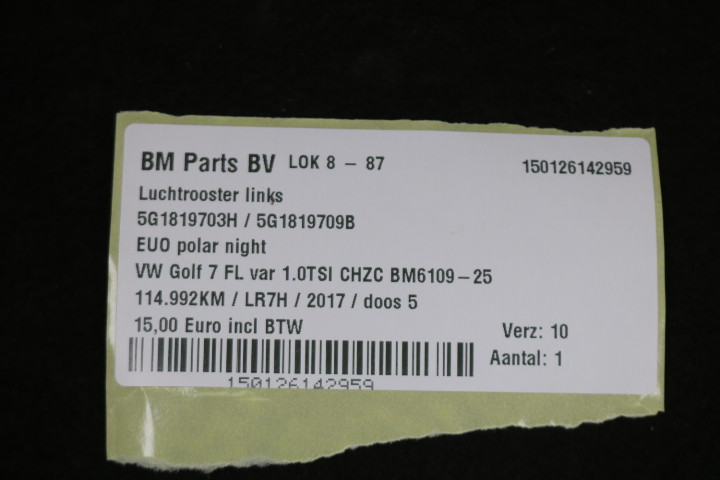 BM Parts BV LOK 8 - 87 150126142959
Luchtrooster links
5G1819703H / 5G1819709B
EUO polar night
VW Golf 7 FL var 1.0TSI CHZC BM6109-25
114.992KM / LR7H / 2017 / doos 5
15,00 Euro incl BTW Verz: 10
Aantal: 1
150126142959